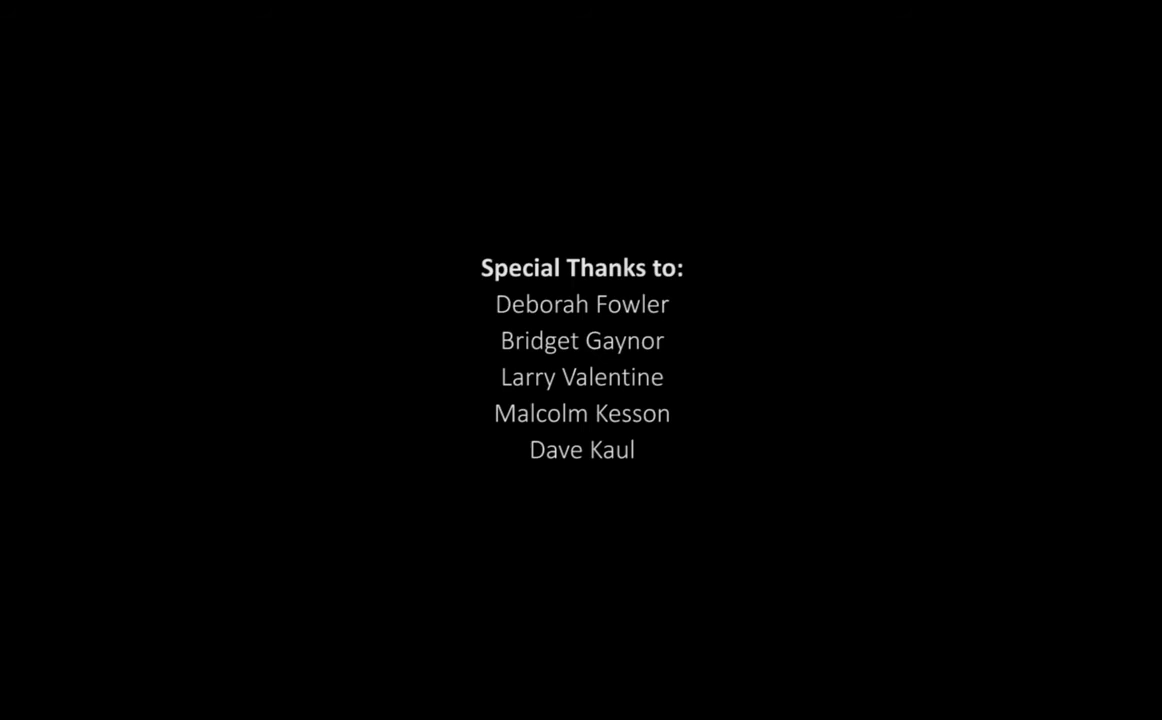 Special Thanks to:
Deborah Fowler
Bridget Gaynor
Larry Valentine
Malcolm Kesson
Dave Kaul